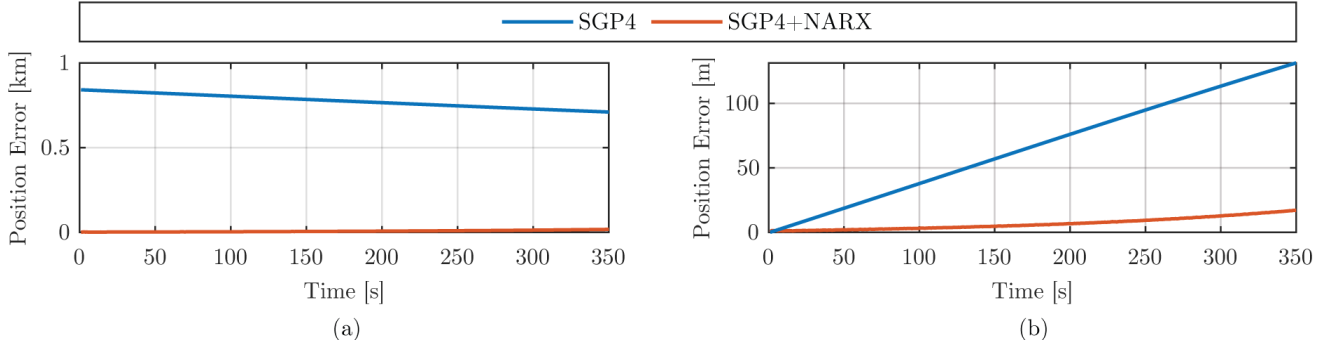 SGP4 SGP4+NARX
Position Error [km]
1
0.5
0
0 50 100 150 200 250 300 350
Time [s]
(a)
Position Error [m]
100
50
0
0 50 100 150 200 250 300 350
Time [s]
(b)